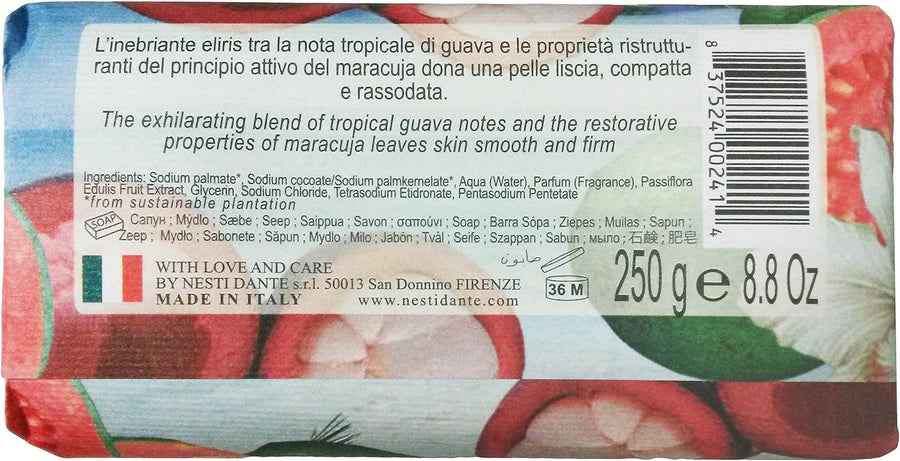 L'inebriante eliris tra la nota tropicale di guava e le proprietà ristruttu-
ranti del principio attivo del maracuja dona una pelle liscia, compatta
e rassodata.
The exhilarating blend of tropical guava notes and the restorative
properties of maracuja leaves skin smooth and firm
Ingredients: Sodium palmate*, Sodium cocoate/Sodium palmkernelate*, Aqua (Water), Parfum (Fragrance), Passiflora
Edulis Fruit Extract, Glycerin, Sodium Chloride, Tetrasodium Etidronate, Pentasodium Pentetate
*from sustainable plantation
SOAP
Сапун ; Mýdlo ; Sæbe ; Seep ; Saippua ; Savon ; σαπούνι ; Soap ; Barra Sópa ; Ziepes ; Muilas ; Sapun ;
Zeep ; Mydło ; Sabonete ; Săpun ; Mydlo ; Milo ; Jabón ; Tvål ; Seife ; Szappan ; Sabun ; мыло ; 石鹸 ; 肥皂
صابون
WITH LOVE AND CARE
BY NESTI DANTE s.r.l. 50013 San Donnino FIRENZE
MADE IN ITALY www.nestidante.com
36 M
250 g e 8.8 Oz
8 37524 00241 4